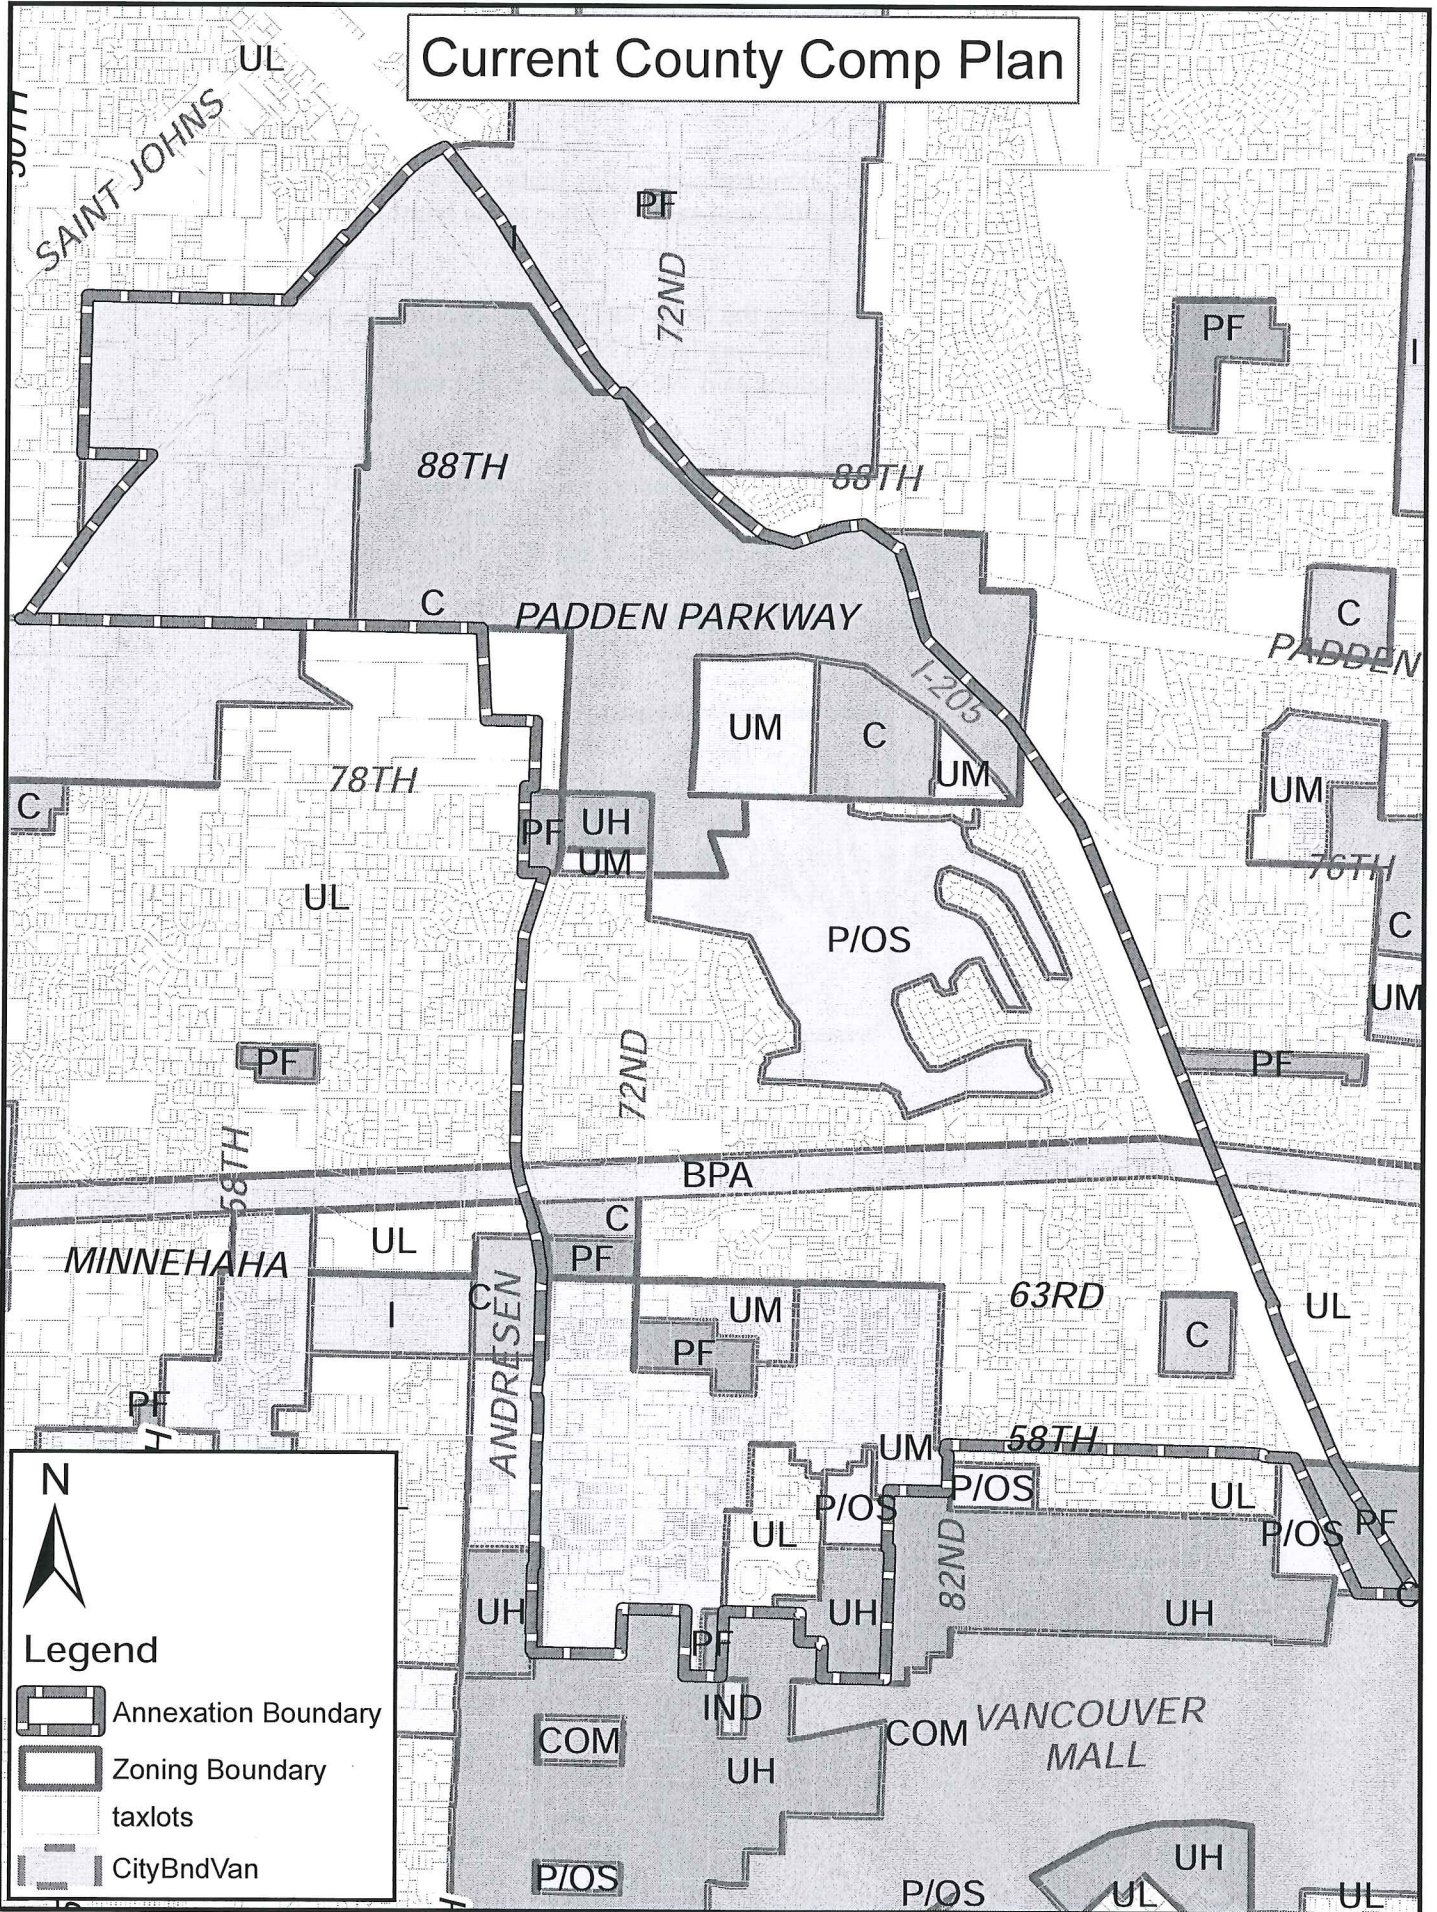 Current County Comp Plan
UL
50TH
SAINT JOHNS
PF
I
72ND
PF
I
88TH
88TH
C
PADDEN PARKWAY
C
PADDEN
I-205
UM
C
UM
78TH
UM
C
PF
UH
UM
76TH
UL
P/OS
C
UM
PF
72ND
PF
58TH
BPA
C
UL
MINNEHAHA
PF
C
I
ANDRESEN
UM
63RD
UL
PF
C
PF
UM
58TH
P/OS
UL
P/OS
UL
P/OS
PF
82ND
C
UH
UH
UH
PF
IND
COM
COM
VANCOUVER
MALL
UH
P/OS
P/OS
UH
UL
UL
N
Legend
Annexation Boundary
Zoning Boundary
taxlots
CityBndVan